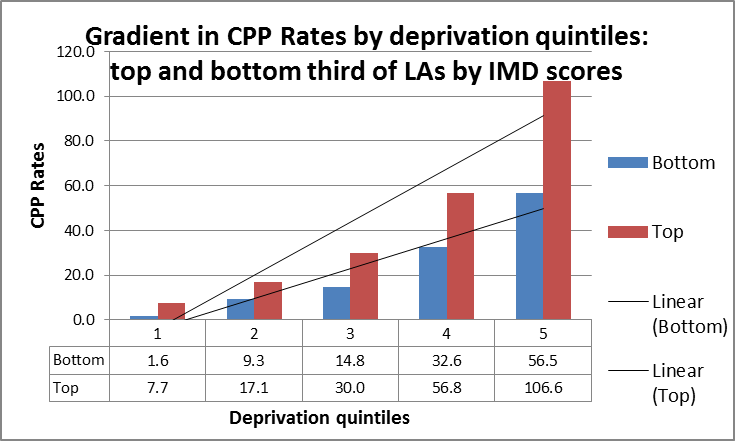 Gradient in CPP Rates by deprivation quintiles:
top and bottom third of LAs by IMD scores
120.0
100.0
80.0
60.0
40.0
20.0
0.0
CPP Rates
1 2 3 4 5
Bottom 1.6 9.3 14.8 32.6 56.5
Top 7.7 17.1 30.0 56.8 106.6
Deprivation quintiles
Bottom
Top
Linear
(Bottom)
Linear
(Top)